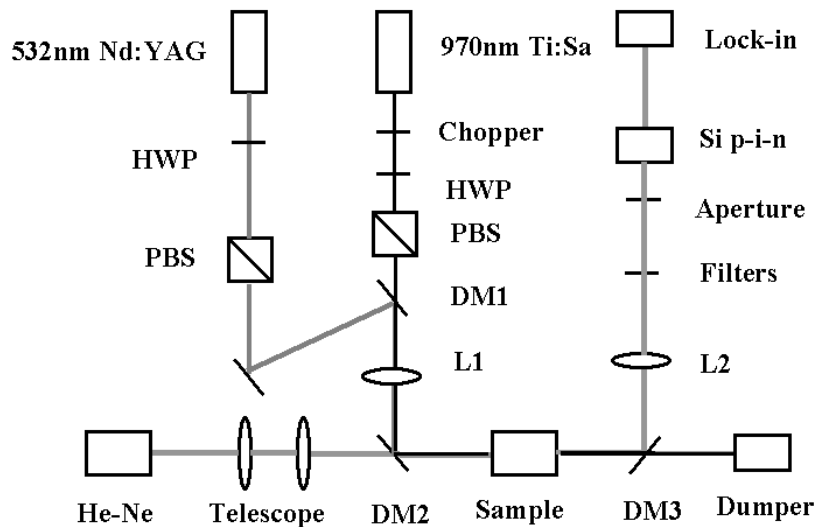 532nm Nd:YAG
970nm Ti:Sa
Lock-in
Chopper
Si p-i-n
HWP
HWP
Aperture
PBS
PBS
Filters
DM1
L1
L2
He-Ne
Telescope
DM2
Sample
DM3
Dumper